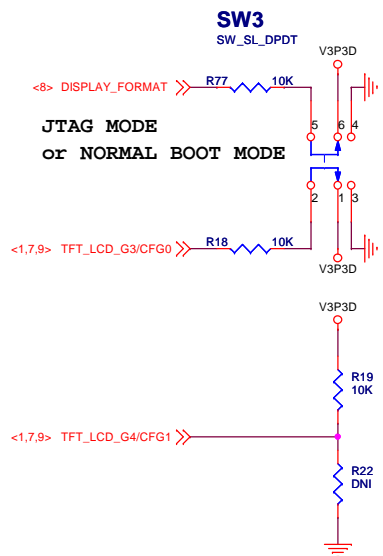 SW3
SW_SL_DPDT
V3P3D
<8> DISPLAY_FORMAT
R77 10K
5 6 4
JTAG MODE
or NORMAL BOOT MODE
2 1 3
<1,7,9> TFT_LCD_G3/CFG0
R18 10K
V3P3D
V3P3D
R19
10K
<1,7,9> TFT_LCD_G4/CFG1
R22
DNI